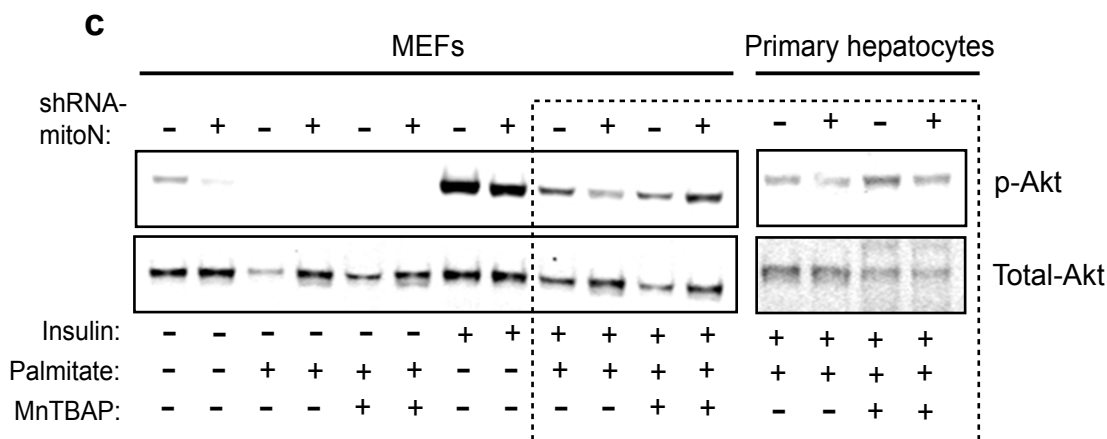 c
MEFs Primary hepatocytes
shRNA-
mitoN: - + - + - + - + - + - + - + - +
p-Akt
Total-Akt
Insulin: - - - - - - + + + + + + + + + +
Palmitate: - - + + + + - - + + + + + + + +
MnTBAP: - - - - + + - - - - + + - - + +